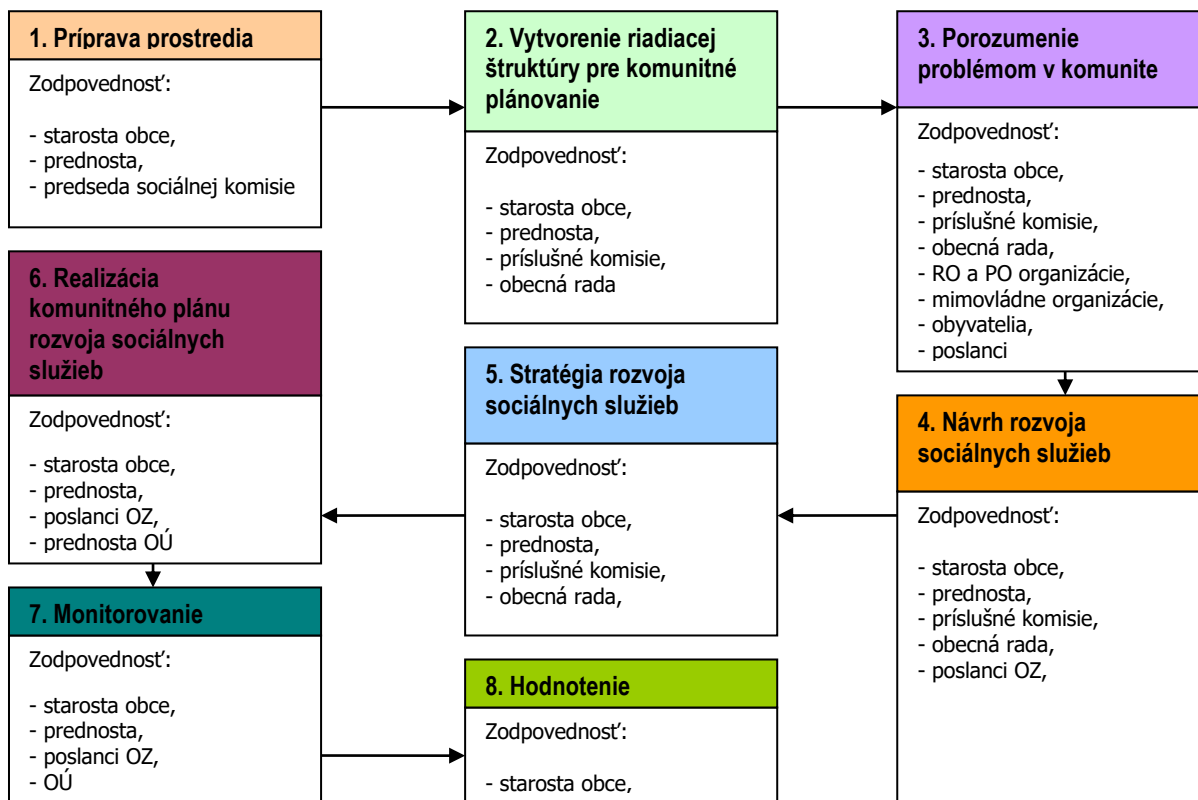 1. Príprava prostredia
Zodpovednosť:
- starosta obce,
- prednosta,
- predseda sociálnej komisie
2. Vytvorenie riadiacej
štruktúry pre komunitné
plánovanie
Zodpovednosť:
- starosta obce,
- prednosta,
- príslušné komisie,
- obecná rada
3. Porozumenie
problémom v komunite
Zodpovednosť:
- starosta obce,
- prednosta,
- príslušné komisie,
- obecná rada,
- RO a PO organizácie,
- mimovládne organizácie,
- obyvatelia,
- poslanci
4. Návrh rozvoja
sociálnych služieb
Zodpovednosť:
- starosta obce,
- prednosta,
- príslušné komisie,
- obecná rada,
- poslanci OZ,
5. Stratégia rozvoja
sociálnych služieb
Zodpovednosť:
- starosta obce,
- prednosta,
- príslušné komisie,
- obecná rada,
6. Realizácia
komunitného plánu
rozvoja sociálnych
služieb
Zodpovednosť:
- starosta obce,
- prednosta,
- poslanci OZ,
- prednosta OÚ
7. Monitorovanie
Zodpovednosť:
- starosta obce,
- prednosta,
- poslanci OZ,
- OÚ
8. Hodnotenie
Zodpovednosť:
- starosta obce,